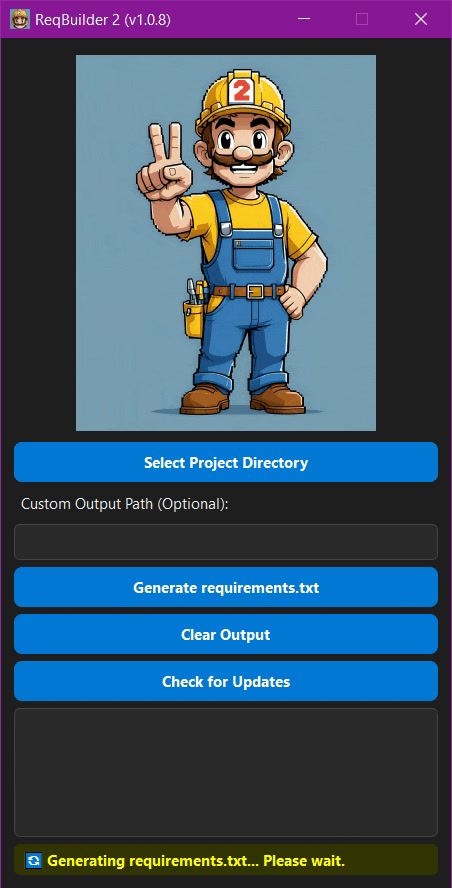 ReqBuilder 2 (v1.0.8)
2
Select Project Directory
Custom Output Path (Optional):
Generate requirements.txt
Clear Output
Check for Updates
Generating requirements.txt... Please wait.